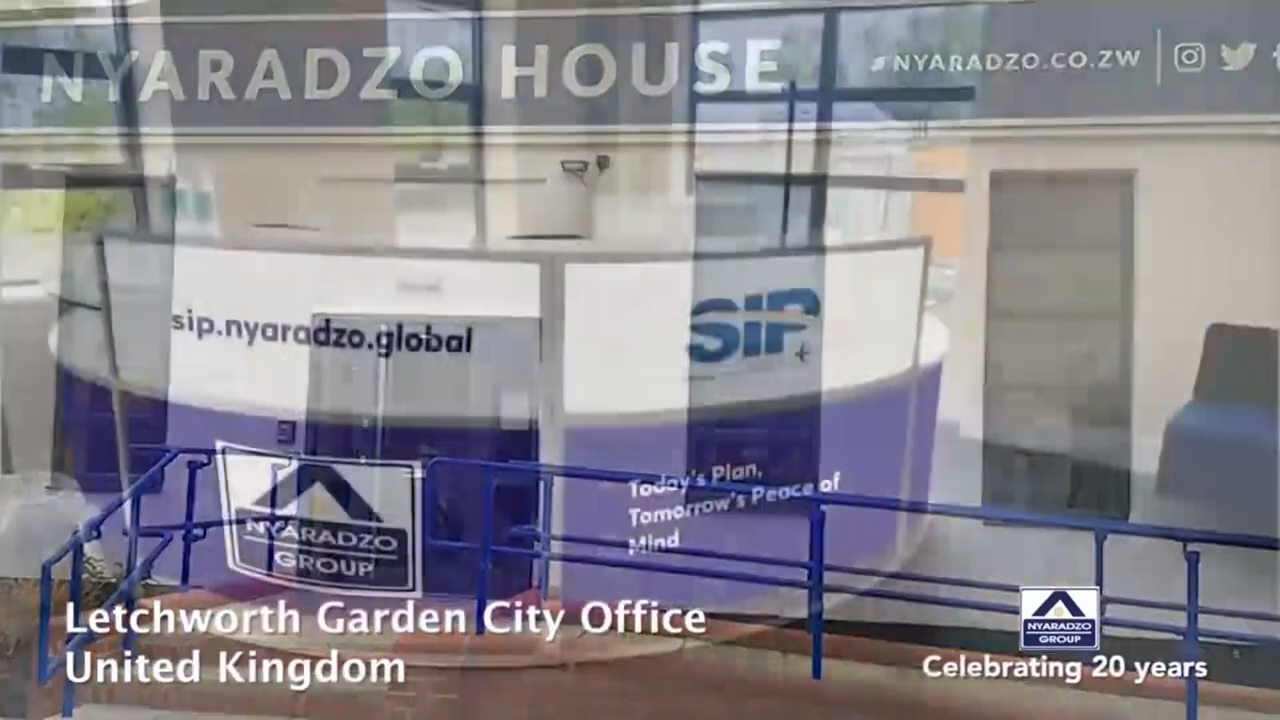 NYARADZO HOUSE
#NYARADZO.CO.ZW
sip.nyaradzo.global
SIP
Today's Plan,
Tomorrow's Peace of
Mind
NYARADZO
GROUP
Letchworth Garden City Office
United Kingdom
NYARADZO
GROUP
Celebrating 20 years